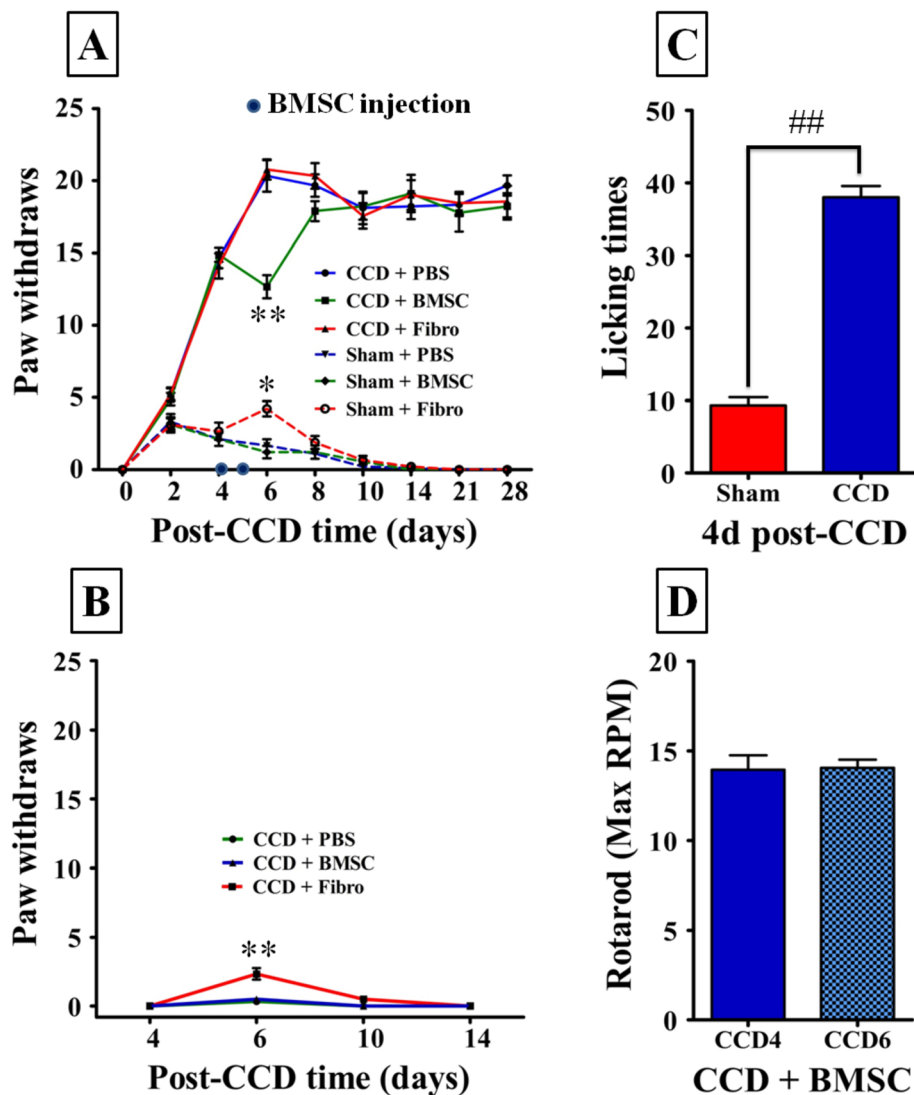 A
BMSC injection
25
20
15
10
5
0
Paw withdraws
CCD + PBS
CCD + BMSC
CCD + Fibro
Sham + PBS
Sham + BMSC
Sham + Fibro
**
*
0 2 4 6 8 10 14 21 28
Post-CCD time (days)
C
50
40
30
20
10
0
Licking times
##
Sham CCD
4d post-CCD
B
25
20
15
10
5
0
Paw withdraws
CCD + PBS
CCD + BMSC
CCD + Fibro
**
4 6 10 14
Post-CCD time (days)
D
20
15
10
5
0
Rotarod (Max RPM)
CCD4 CCD6
CCD + BMSC